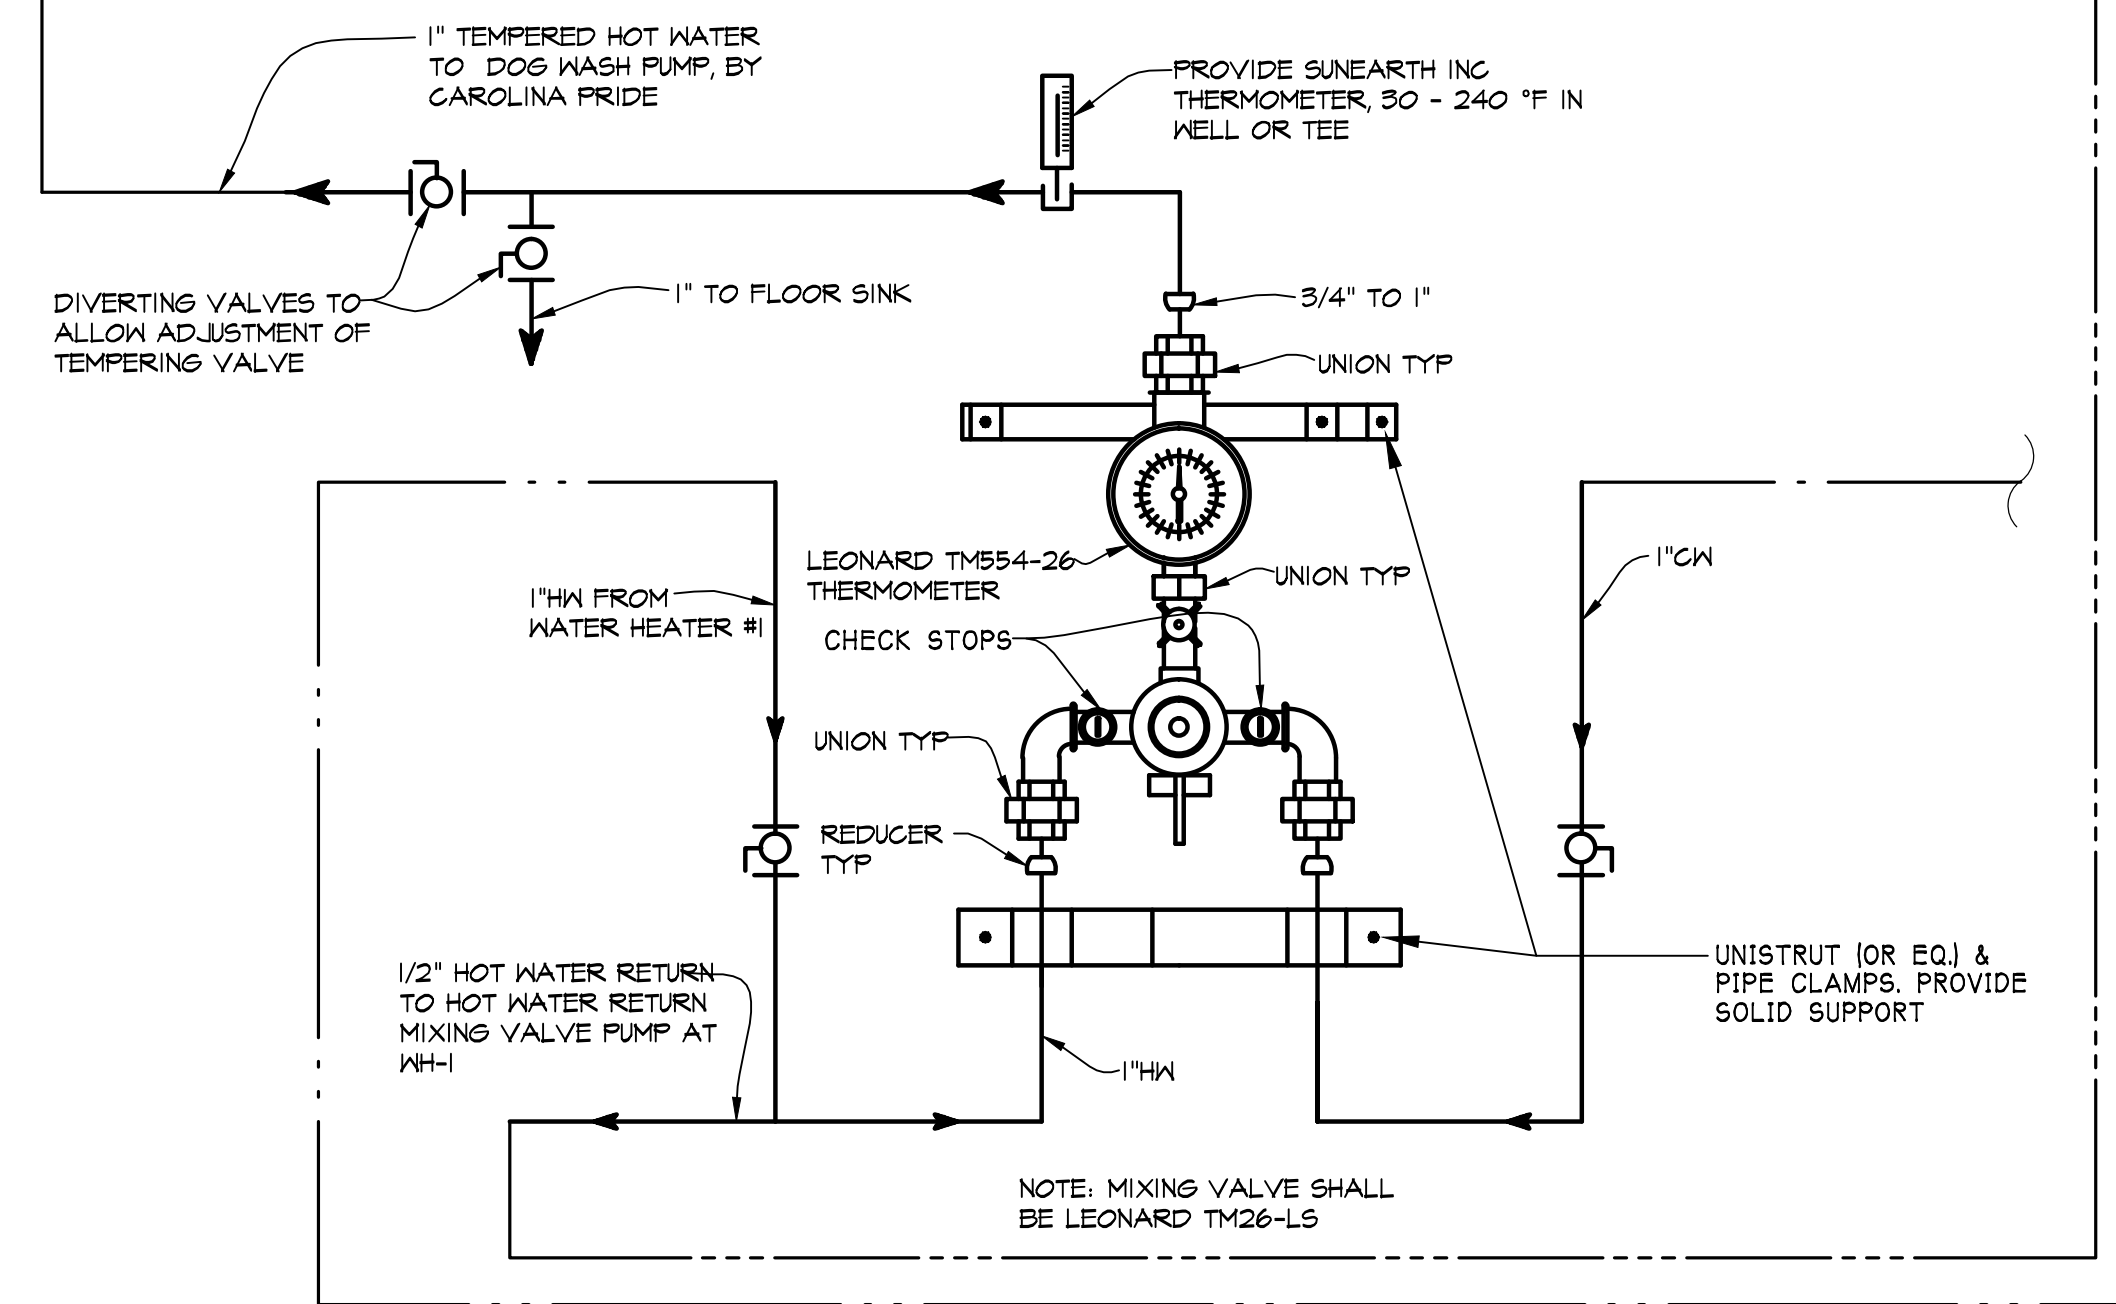 1" TEMPERED HOT WATER
TO DOG WASH PUMP, BY
CAROLINA PRIDE
PROVIDE SUNEARTH INC
THERMOMETER, 30 - 240 °F IN
WELL OR TEE
DIVERTING VALVES TO
ALLOW ADJUSTMENT OF
TEMPERING VALVE
1" TO FLOOR SINK
3/4" TO 1"
UNION TYP
LEONARD TM554-26
THERMOMETER
UNION TYP
1"CW
1"HW FROM
WATER HEATER #1
CHECK STOPS
UNION TYP
REDUCER
TYP
1/2" HOT WATER RETURN
TO HOT WATER RETURN
MIXING VALVE PUMP AT
WH-1
UNISTRUT (OR EQ.) &
PIPE CLAMPS. PROVIDE
SOLID SUPPORT
1"HW
NOTE: MIXING VALVE SHALL
BE LEONARD TM26-LS